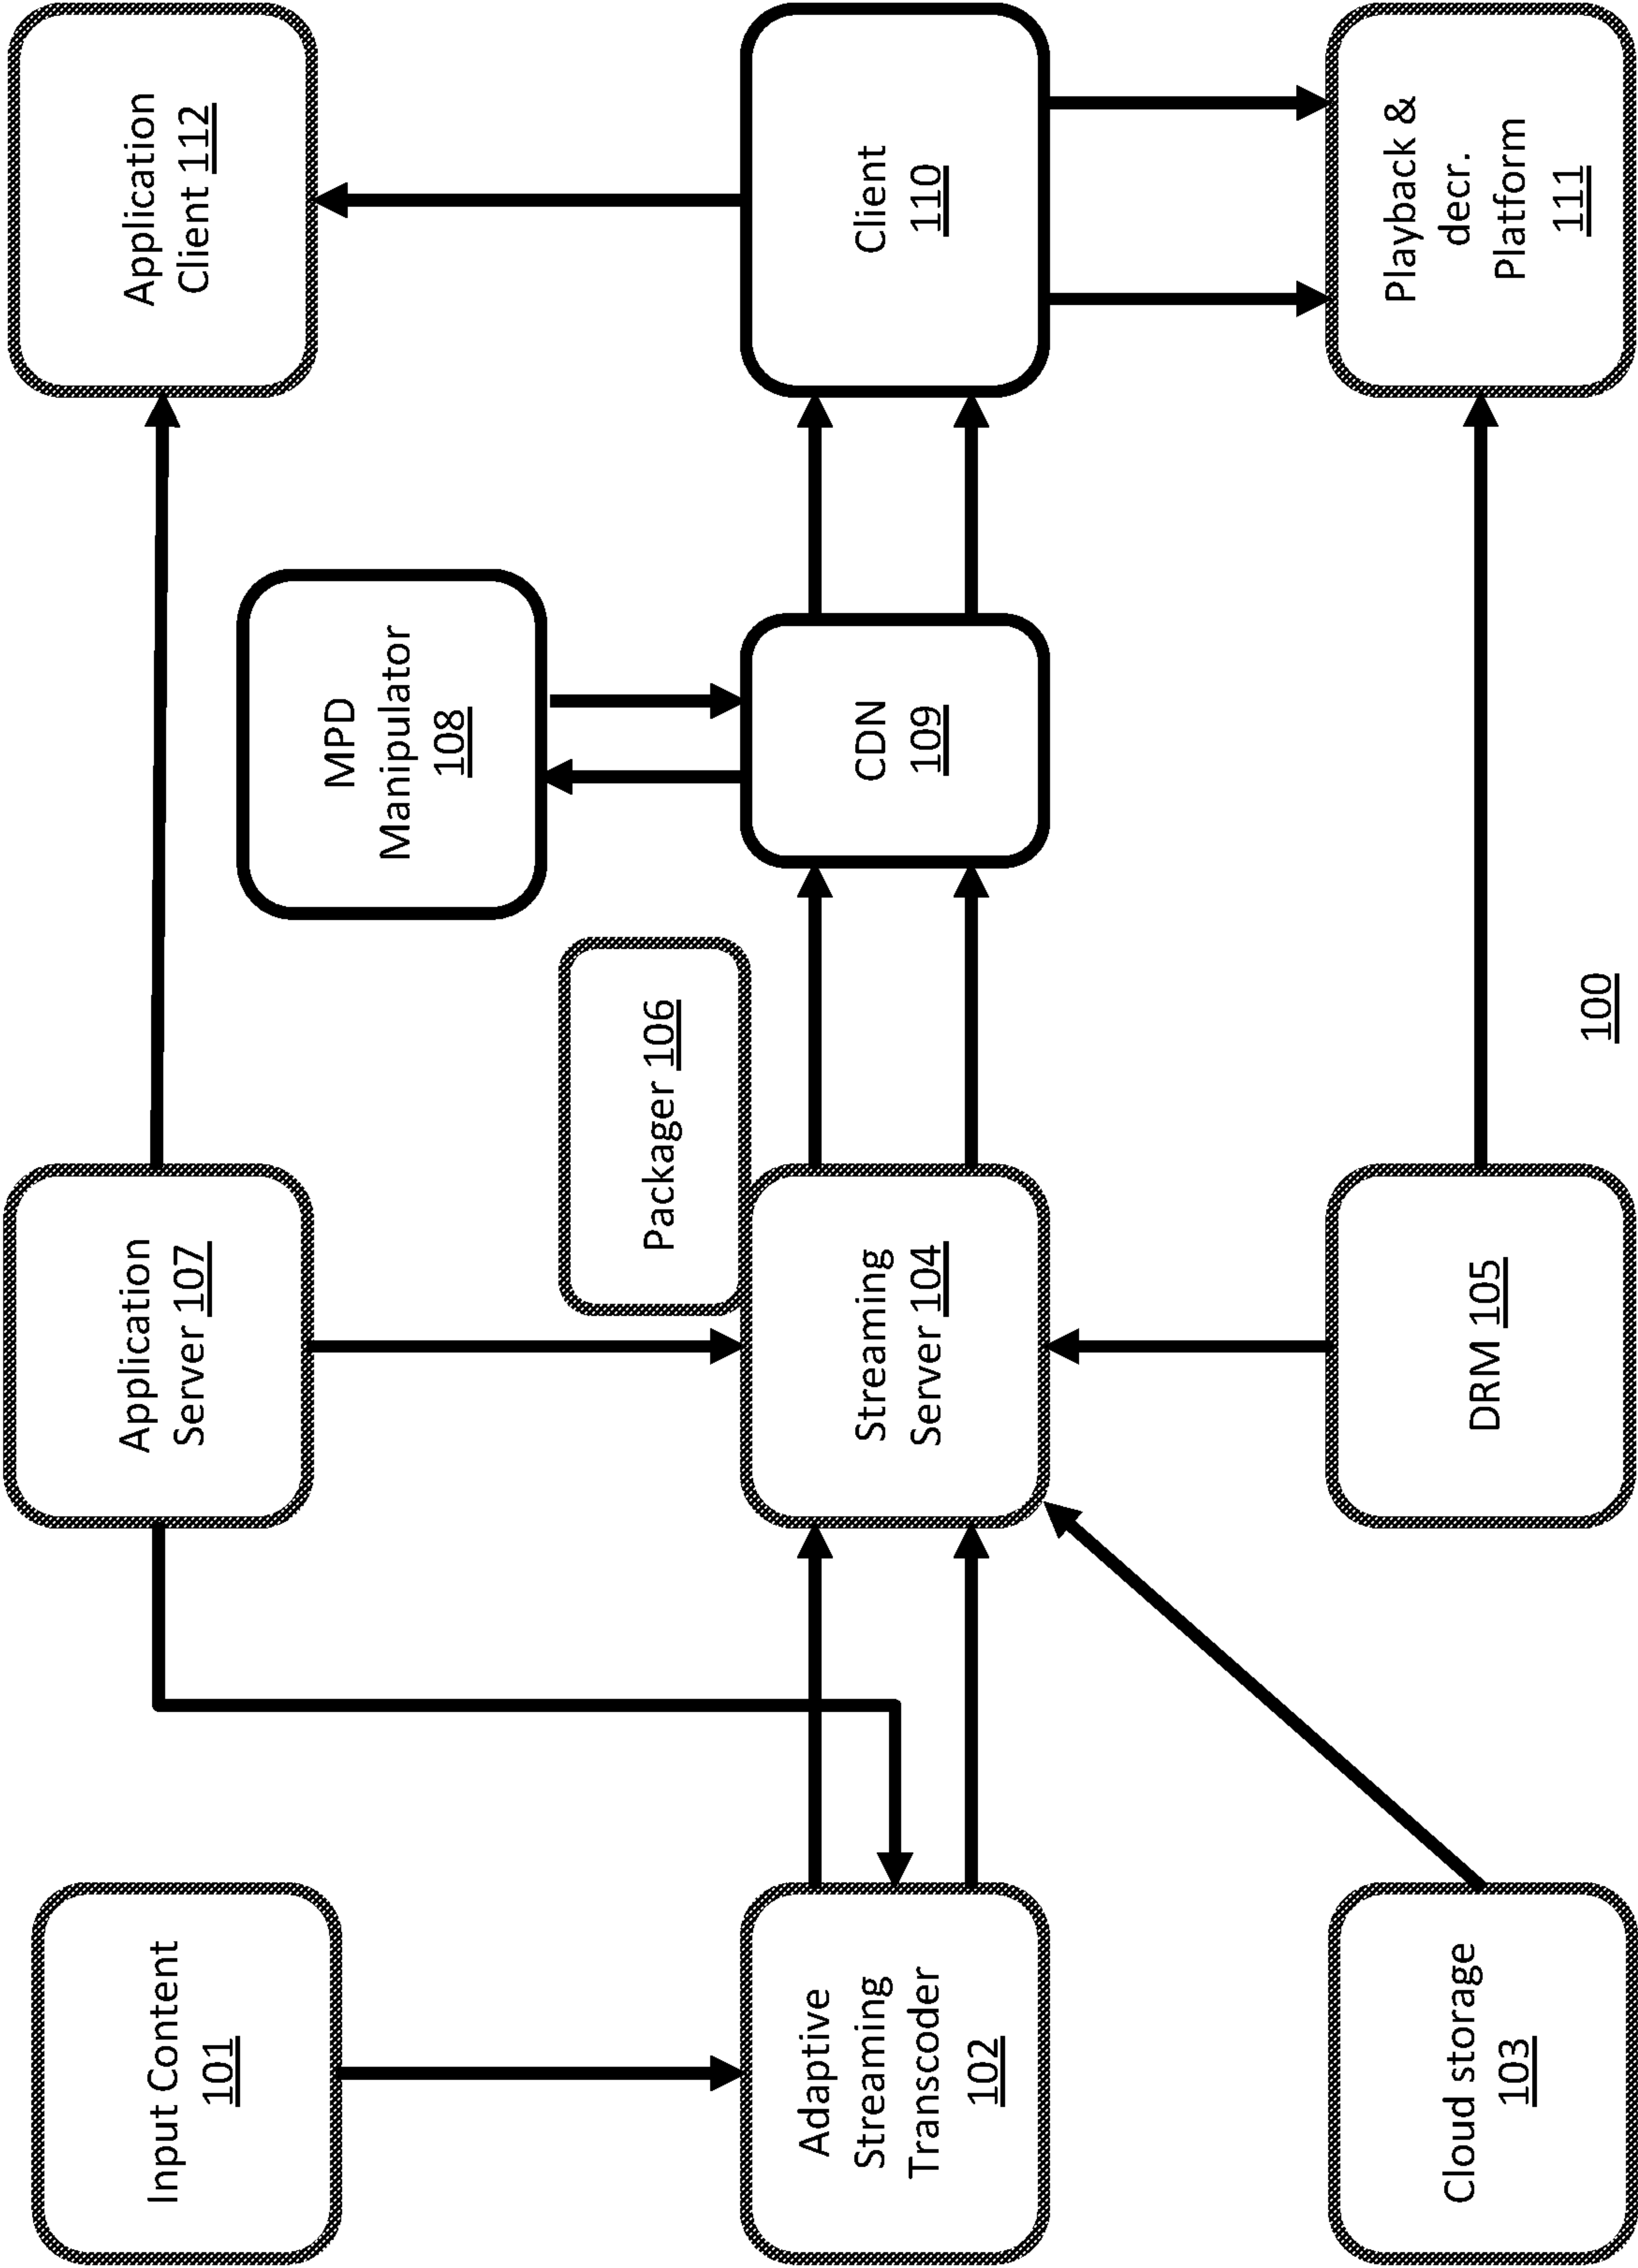 Input Content
101
Application
Server 107
Application
Client 112
MPD
Manipulator
108
Packager 106
Adaptive
Streaming
Transcoder
102
Streaming
Server 104
CDN
109
Client
110
Cloud storage
103
DRM 105
Playback &
decr.
Platform
111
100